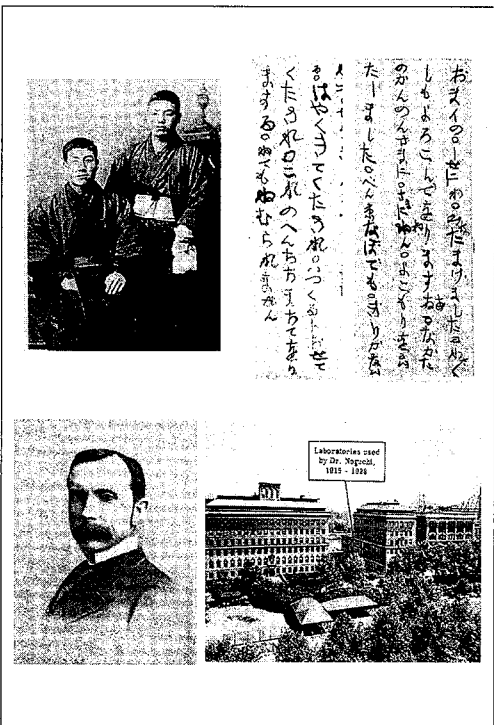 おまイの。しせにわ。みなたまけました。わたく
しもよろこんでをりまする。なかた
のかんのんさまに。さまにねん。よこもりを。い
たしました。べん京なぼでも。きりかない
はやくきてくたされ。いつくるトおせて
くたされ。これのへんちちまちてをり
まする。ねてもねむられません
Laboratories used
by Dr. Noguchi,
1915 - 1928